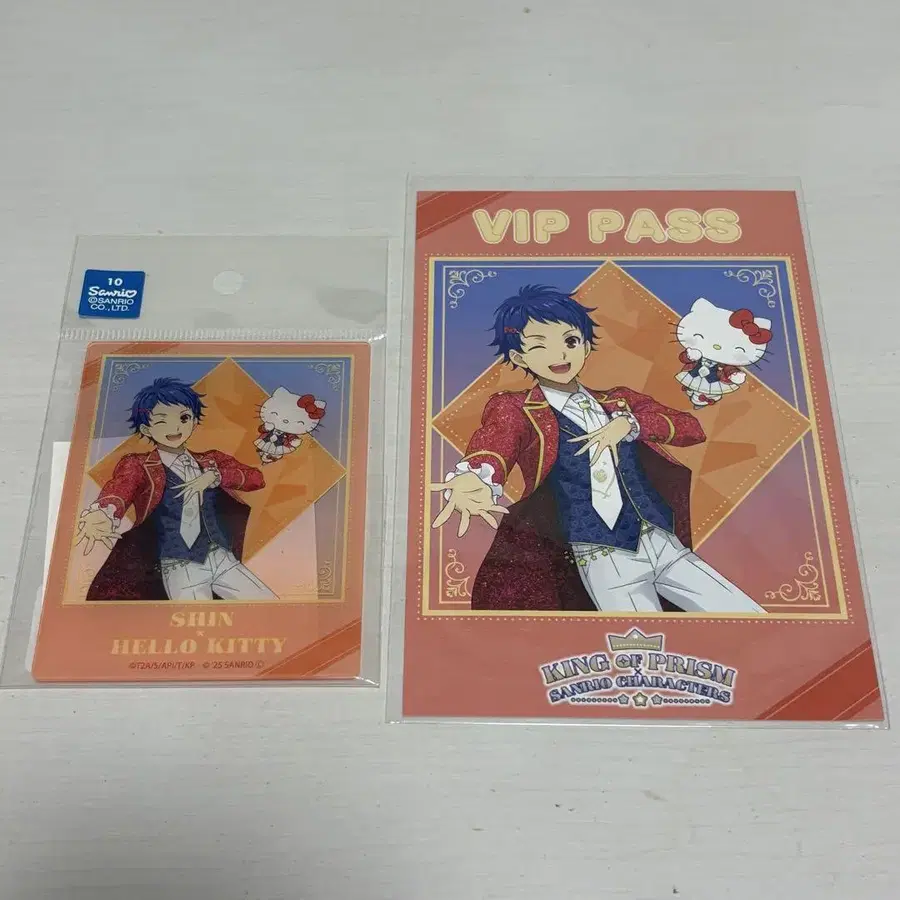 10
Sanrio
©SANRIO
CO., LTD.
SHIN
×
HELLO KITTY
©T2A/S/API/T/KP © '25 SANRIO Ⓛ
VIP PASS
KING OF PRISM
×
SANRIO CHARACTERS